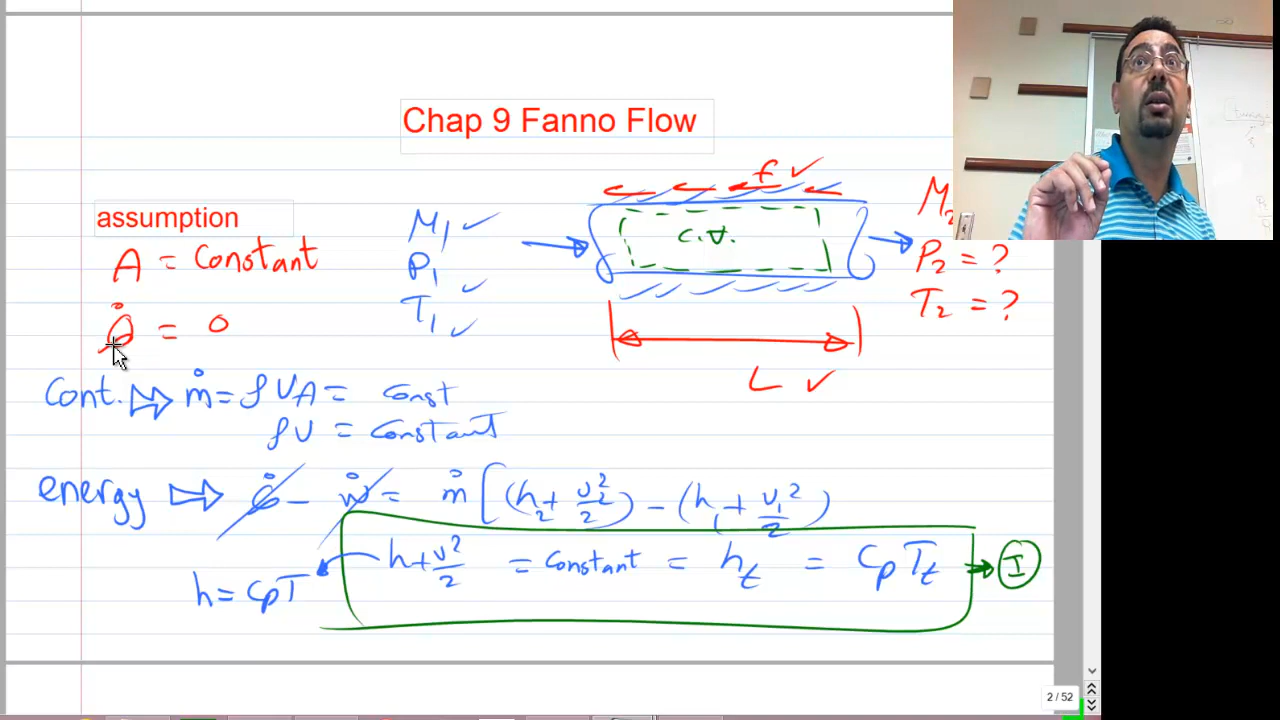 Chap 9 Fanno Flow
assumption
A = Constant
Q̇ = 0
M₁ ✓
P₁ ✓
T₁ ✓
f ✓
C.V.
L ✓
M₂
P₂ = ?
T₂ = ?
Cont. ⇒ ṁ = ρVA = Const
ρV = Constant
energy ⇒ Q̇ - Ẇ = ṁ [(h₂ + V₂²/2) - (h₁ + V₁²/2)
h + V²/2 = Constant = hₜ = CpTₜ → I
h = CpT
2 / 52